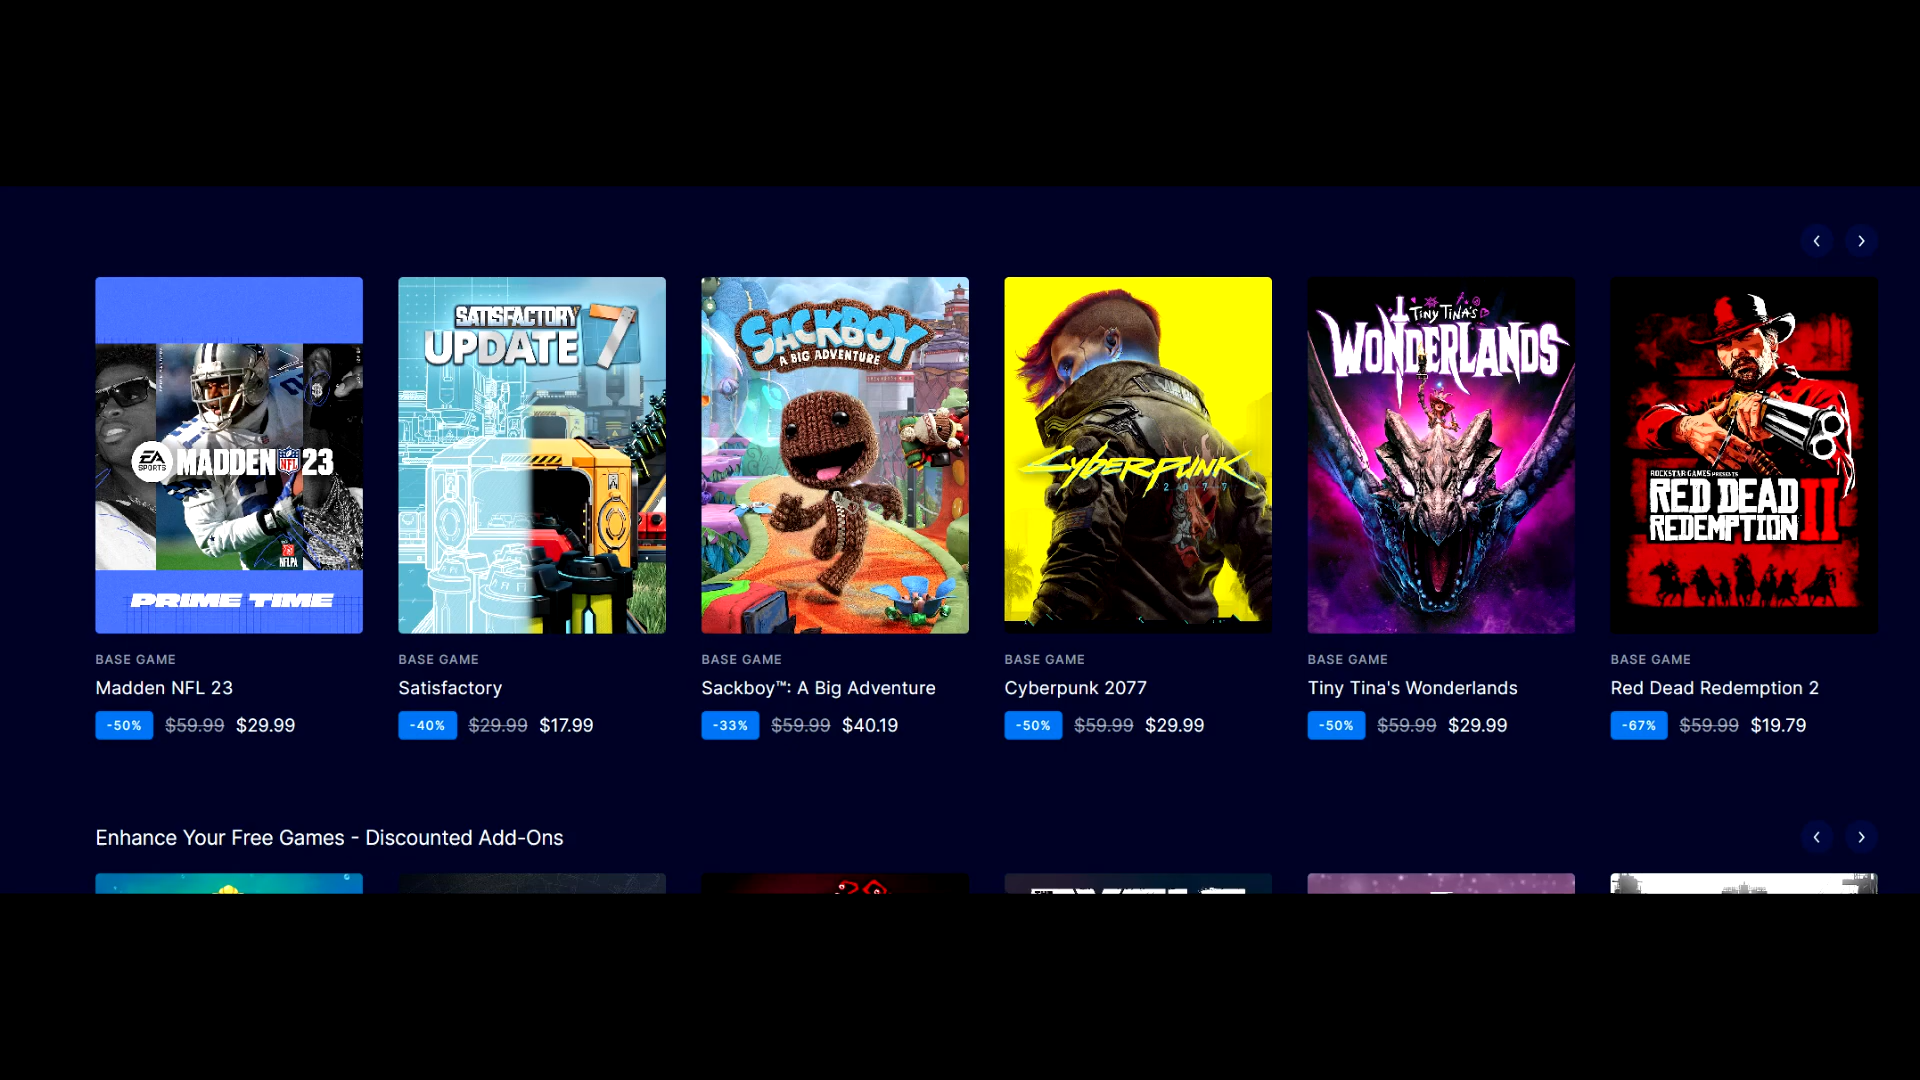 EA
SPORTS
MADDEN NFL 23
NFLPA
PRIME TIME
BASE GAME
Madden NFL 23
-50% $59.99 $29.99
SATISFACTORY
UPDATE 7
BASE GAME
Satisfactory
-40% $29.99 $17.99
SACKBOY
A BIG ADVENTURE
BASE GAME
Sackboy™: A Big Adventure
-33% $59.99 $40.19
Cyberpunk
2077
BASE GAME
Cyberpunk 2077
-50% $59.99 $29.99
TINY TINA'S
WONDERLANDS
BASE GAME
Tiny Tina's Wonderlands
-50% $59.99 $29.99
ROCKSTAR GAMES PRESENTS
RED DEAD
REDEMPTION II
BASE GAME
Red Dead Redemption 2
-67% $59.99 $19.79
Enhance Your Free Games - Discounted Add-Ons